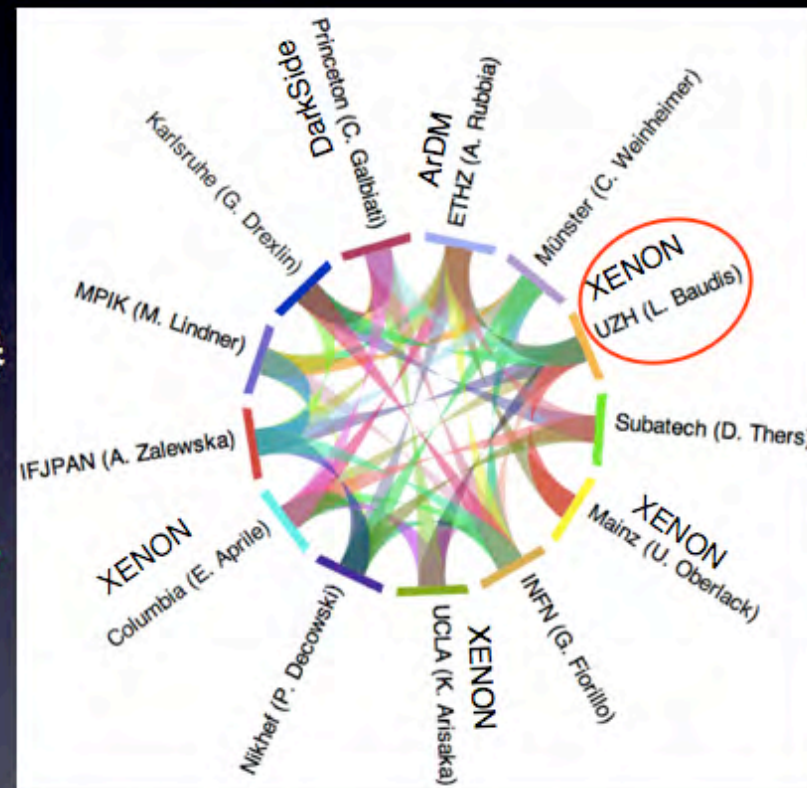 DarkSide
Princeton (C. Galbiati)
ArDM
ETHZ (A. Rubbia)
Münster (C. Weinheimer)
XENON
UZH (L. Baudis)
Subatech (D. Thers)
XENON
Mainz (U. Oberlack)
INFN (G. Fiorillo)
XENON
UCLA (K. Arisaka)
Nikhef (P. Decowski)
XENON
Columbia (E. Aprile)
IFJPAN (A. Zalewska)
MPIK (M. Lindner)
Karlsruhe (G. Drexlin)